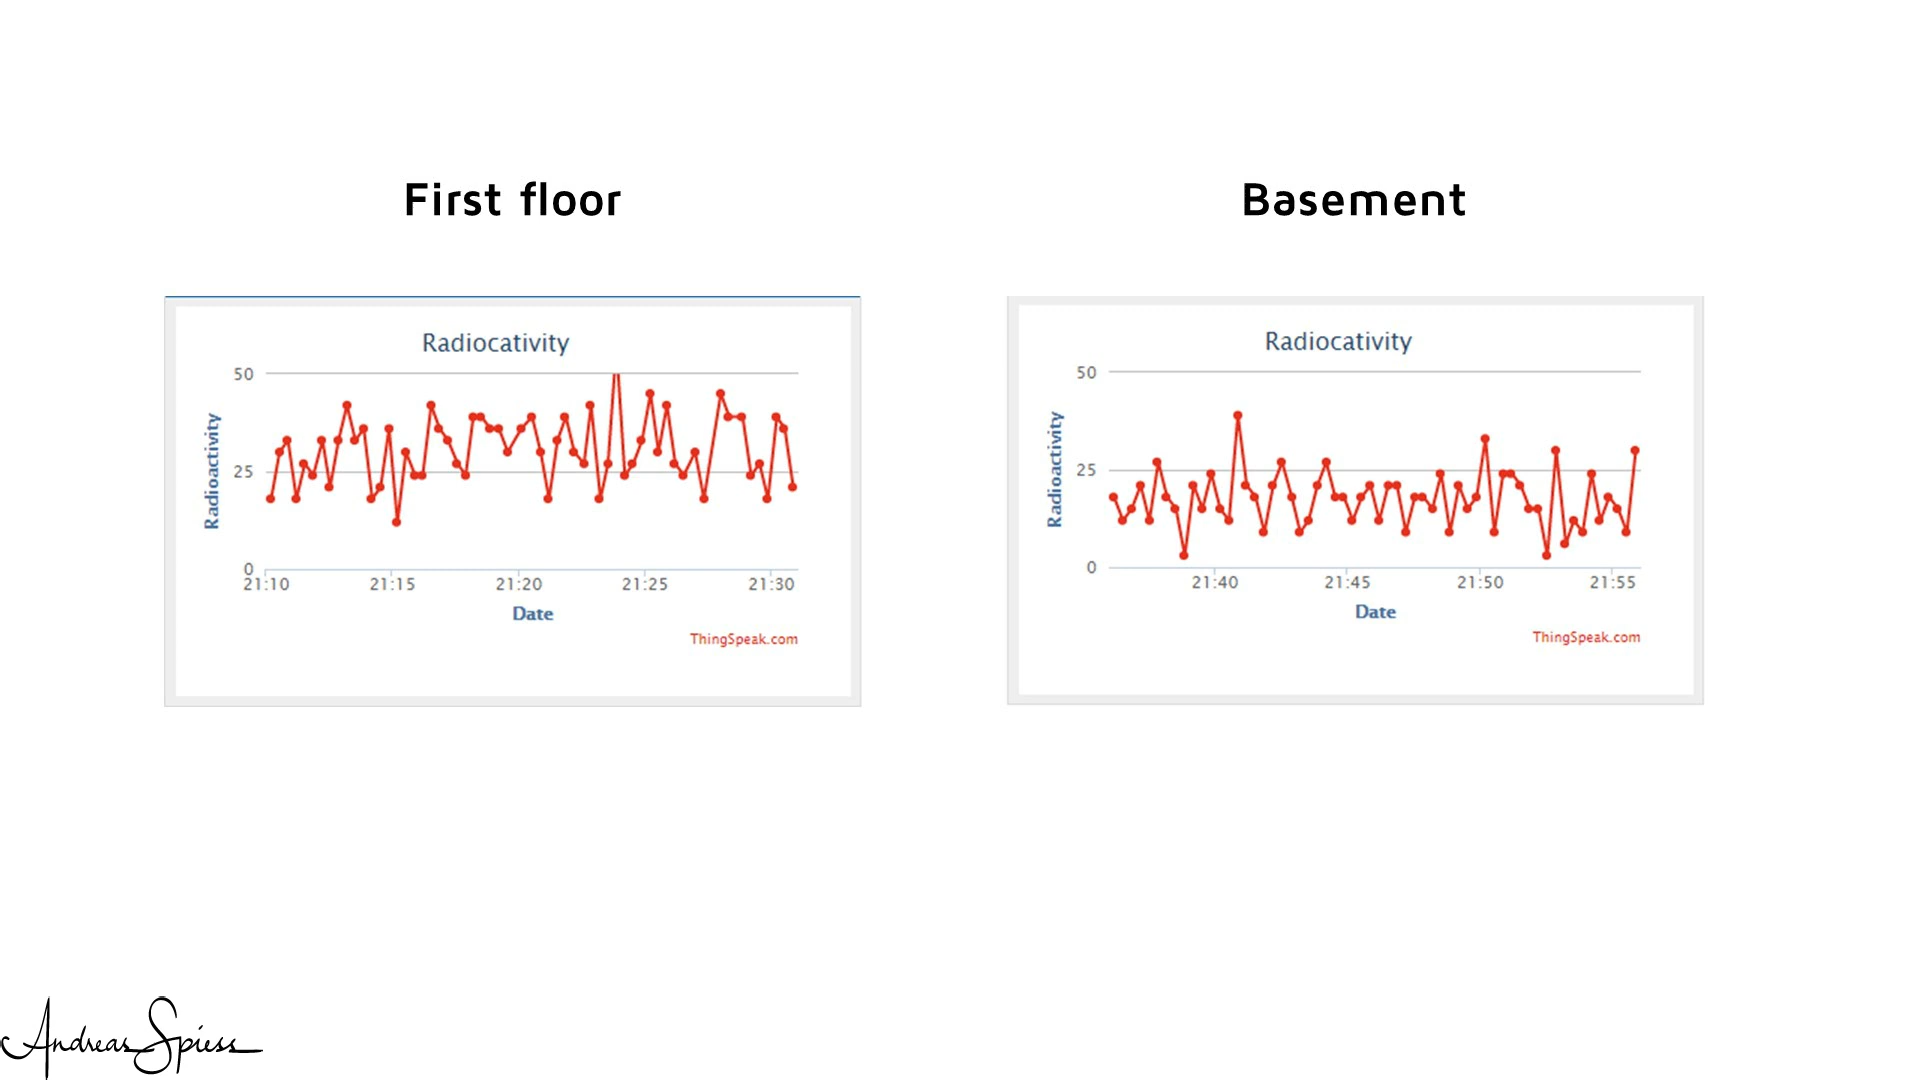 First floor
Radiocativity
50
25
0
Radioactivity
21:10 21:15 21:20 21:25 21:30
Date
ThingSpeak.com
Basement
Radiocativity
50
25
0
Radioactivity
21:40 21:45 21:50 21:55
Date
ThingSpeak.com
Andreas Spiess